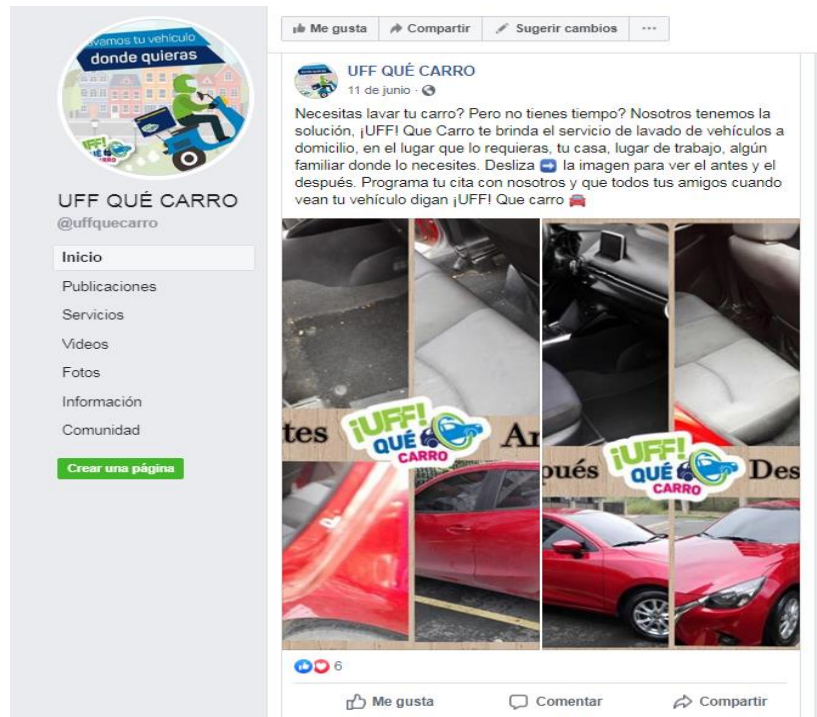 avamos tu vehículo
donde quieras
¡UFF!
QUÉ
CARRO
UFF QUÉ CARRO
@uffquecarro
Inicio
Publicaciones
Servicios
Videos
Fotos
Información
Comunidad
Crear una página
Me gusta
Compartir
Sugerir cambios
UFF QUÉ CARRO
11 de junio
Necesitas lavar tu carro? Pero no tienes tiempo? Nosotros tenemos la
solución, ¡UFF! Que Carro te brinda el servicio de lavado de vehículos a
domicilio, en el lugar que lo requieras, tu casa, lugar de trabajo, algún
familiar donde lo necesites. Desliza ➡️ la imagen para ver el antes y el
después. Programa tu cita con nosotros y que todos tus amigos cuando
vean tu vehículo digan ¡UFF! Que carro 🚘
tes
¡UFF!
QUÉ
CARRO
An
pués
¡UFF!
QUÉ
CARRO
Des
6
Me gusta
Comentar
Compartir